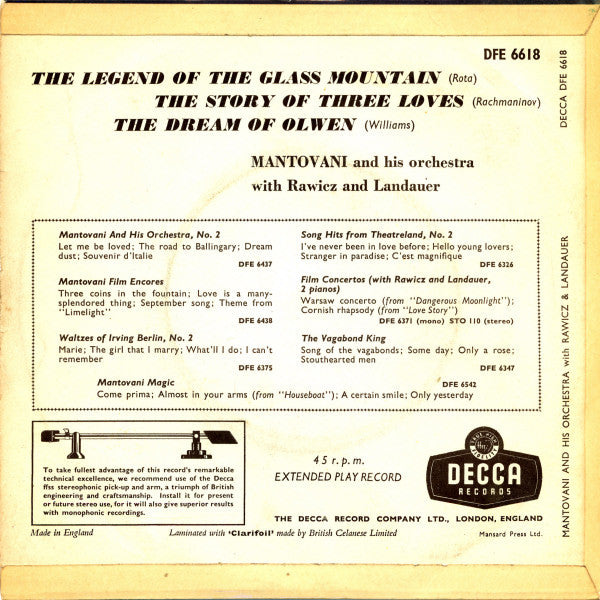 DFE 6618
THE LEGEND OF THE GLASS MOUNTAIN (Rota)
THE STORY OF THREE LOVES (Rachmaninov)
THE DREAM OF OLWEN (Williams)
MANTOVANI and his orchestra
with Rawicz and Landauer
Mantovani And His Orchestra, No. 2
Let me be loved; The road to Ballingary; Dream
dust; Souvenir d'Italie
DFE 6437
Mantovani Film Encores
Three coins in the fountain; Love is a many-
splendored thing; September song; Theme from
"Limelight"
DFE 6438
Waltzes of Irving Berlin, No. 2
Marie; The girl that I marry; What'll I do; I can't
remember
DFE 6375
Song Hits from Theatreland, No. 2
I've never been in love before; Hello young lovers;
Stranger in paradise; C'est magnifique
DFE 6326
Film Concertos (with Rawicz and Landauer,
2 pianos)
Warsaw concerto (from "Dangerous Moonlight");
Cornish rhapsody (from "Love Story")
DFE 6371 (mono) STO 110 (stereo)
The Vagabond King
Song of the vagabonds; Some day; Only a rose;
Stouthearted men
DFE 6347
Mantovani Magic
DFE 6542
Come prima; Almost in your arms (from "Houseboat"); A certain smile; Only yesterday
To take fullest advantage of this record's remarkable
technical excellence, we recommend use of the Decca
ffss stereophonic pick-up and arm, a triumph of British
engineering and craftsmanship. Install it for present
or future stereo use, for it will also give superior results
with monophonic recordings.
45 r.p.m.
EXTENDED PLAY RECORD
TRUE HIGH
FIDELITY
DECCA
RECORDS
THE DECCA RECORD COMPANY LTD., LONDON, ENGLAND
Made in England
Laminated with 'Clarifoil' made by British Celanese Limited
Mansard Press Ltd.
MANTOVANI AND HIS ORCHESTRA with RAWICZ & LANDAUER
DECCA DFE 6618